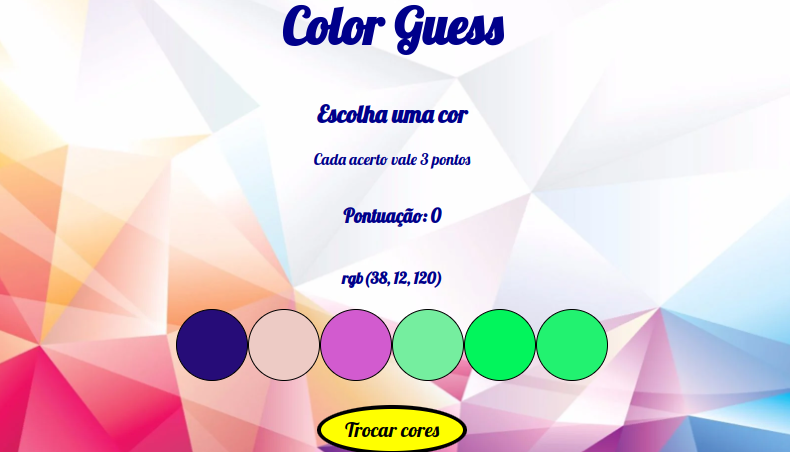 Color Guess
Escolha uma cor
Cada acerto vale 3 pontos
Pontuação: 0
rgb(38, 12, 120)
Trocar cores